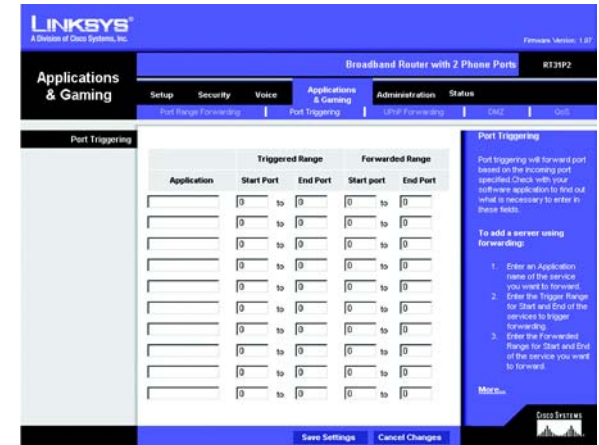 LINKSYS®
A Division of Cisco Systems, Inc.
Firmware Version: 1.07
Broadband Router with 2 Phone Ports RT31P2
Applications & Gaming
Setup Security Voice Applications & Gaming Administration Status
Port Range Forwarding | Port Triggering | UPnP Forwarding | DMZ | QoS
Port Triggering
Triggered Range Forwarded Range
Application Start Port End Port Start port End Port
0 to 0 0 to 0
0 to 0 0 to 0
0 to 0 0 to 0
0 to 0 0 to 0
0 to 0 0 to 0
0 to 0 0 to 0
0 to 0 0 to 0
0 to 0 0 to 0
0 to 0 0 to 0
0 to 0 0 to 0
Port Triggering
Port triggering will forward port
based on the incoming port
specified.Check with your
software application to find out
what is necessary to enter in
these fields.
To add a server using
forwarding:
1. Enter an Application
name of the service
you want to forward.
2. Enter the Trigger Range
for Start and End of the
services to trigger
forwarding.
3. Enter the Forwarded
Range for Start and End
of the service you want
to forward.
More...
Save Settings Cancel Changes
CISCO SYSTEMS